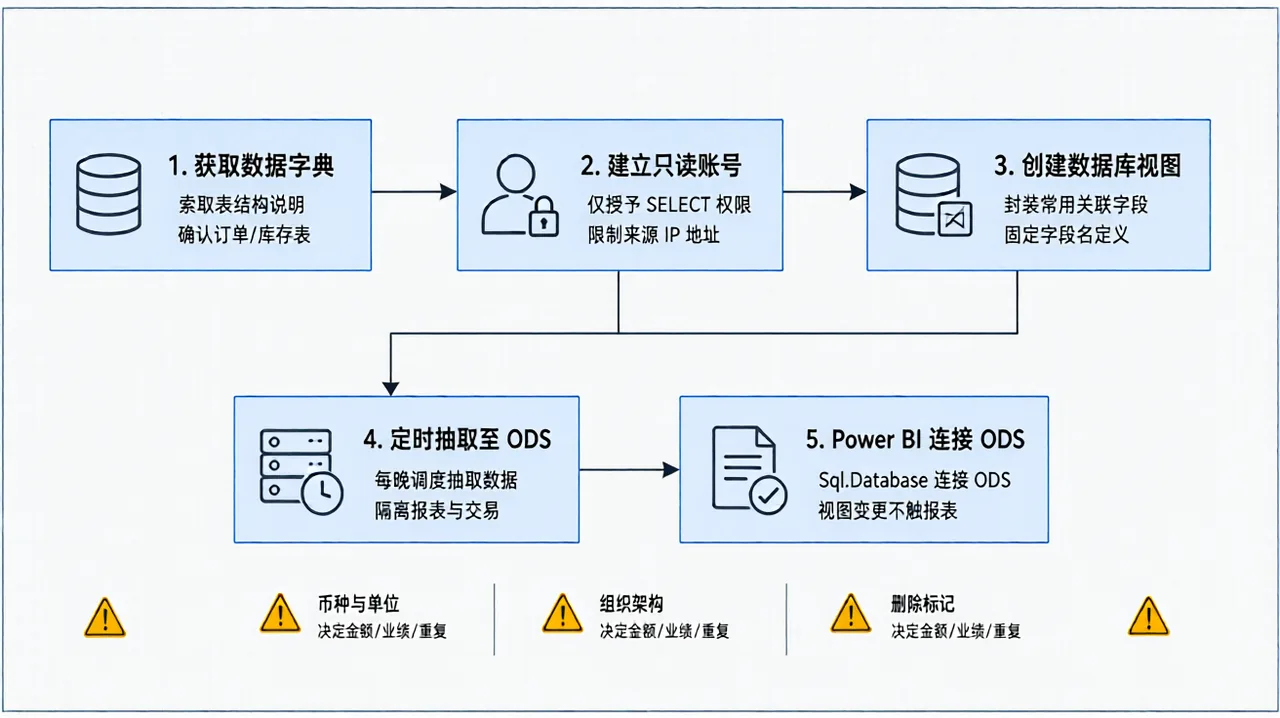 1. 获取数据字典
索取表结构说明
确认订单/库存表
2. 建立只读账号
仅授予 SELECT 权限
限制来源 IP 地址
3. 创建数据库视图
封装常用关联字段
固定字段名定义
4. 定时抽取至 ODS
每晚调度抽取数据
隔离报表与交易
5. Power BI 连接 ODS
Sql.Database 连接 ODS
视图变更不触报表
币种与单位
决定金额/业绩/重复
组织架构
决定金额/业绩/重复
删除标记
决定金额/业绩/重复